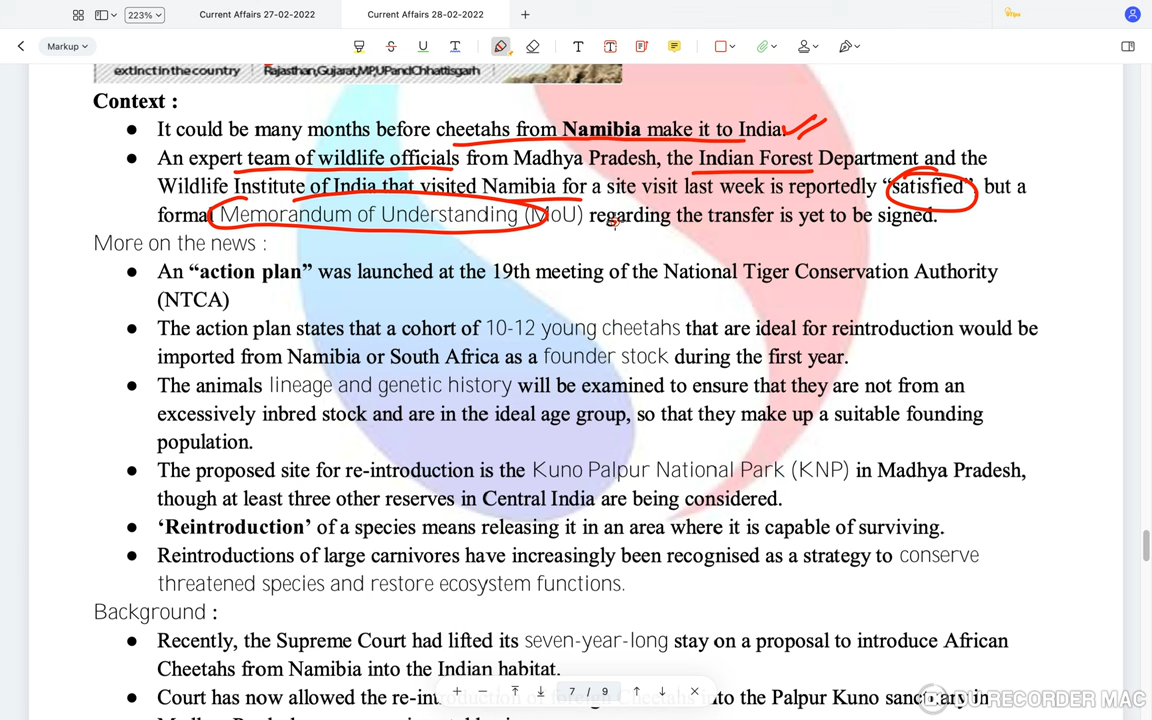 223%
Current Affairs 27-02-2022
Current Affairs 28-02-2022
Markup
extinct in the country
Rajasthan,Gujarat,MP,UP and Chhattisgarh
Context :
● It could be many months before cheetahs from Namibia make it to India.
● An expert team of wildlife officials from Madhya Pradesh, the Indian Forest Department and the
Wildlife Institute of India that visited Namibia for a site visit last week is reportedly “satisfied”, but a
formal Memorandum of Understanding (MoU) regarding the transfer is yet to be signed.
More on the news :
● An “action plan” was launched at the 19th meeting of the National Tiger Conservation Authority
(NTCA)
● The action plan states that a cohort of 10-12 young cheetahs that are ideal for reintroduction would be
imported from Namibia or South Africa as a founder stock during the first year.
● The animals lineage and genetic history will be examined to ensure that they are not from an
excessively inbred stock and are in the ideal age group, so that they make up a suitable founding
population.
● The proposed site for re-introduction is the Kuno Palpur National Park (KNP) in Madhya Pradesh,
though at least three other reserves in Central India are being considered.
● ‘Reintroduction’ of a species means releasing it in an area where it is capable of surviving.
● Reintroductions of large carnivores have increasingly been recognised as a strategy to conserve
threatened species and restore ecosystem functions.
Background :
● Recently, the Supreme Court had lifted its seven-year-long stay on a proposal to introduce African
Cheetahs from Namibia into the Indian habitat.
● Court has now allowed the re-introduction of foreign Cheetahs into the Palpur Kuno sanctuary in
7 / 9
DU RECORDER MAC